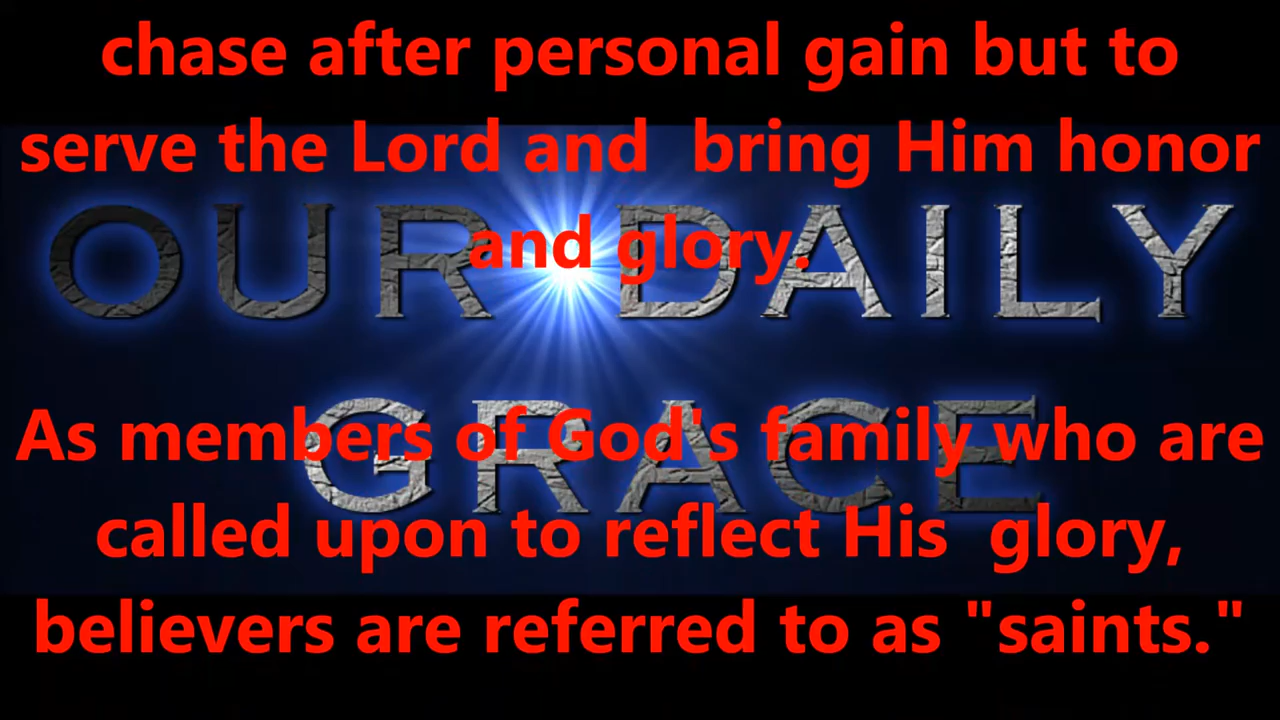 chase after personal gain but to
serve the Lord and  bring Him honor
OUR DAILY
and glory.
GRACE
As members of God's family who are
called upon to reflect His  glory,
believers are referred to as "saints."